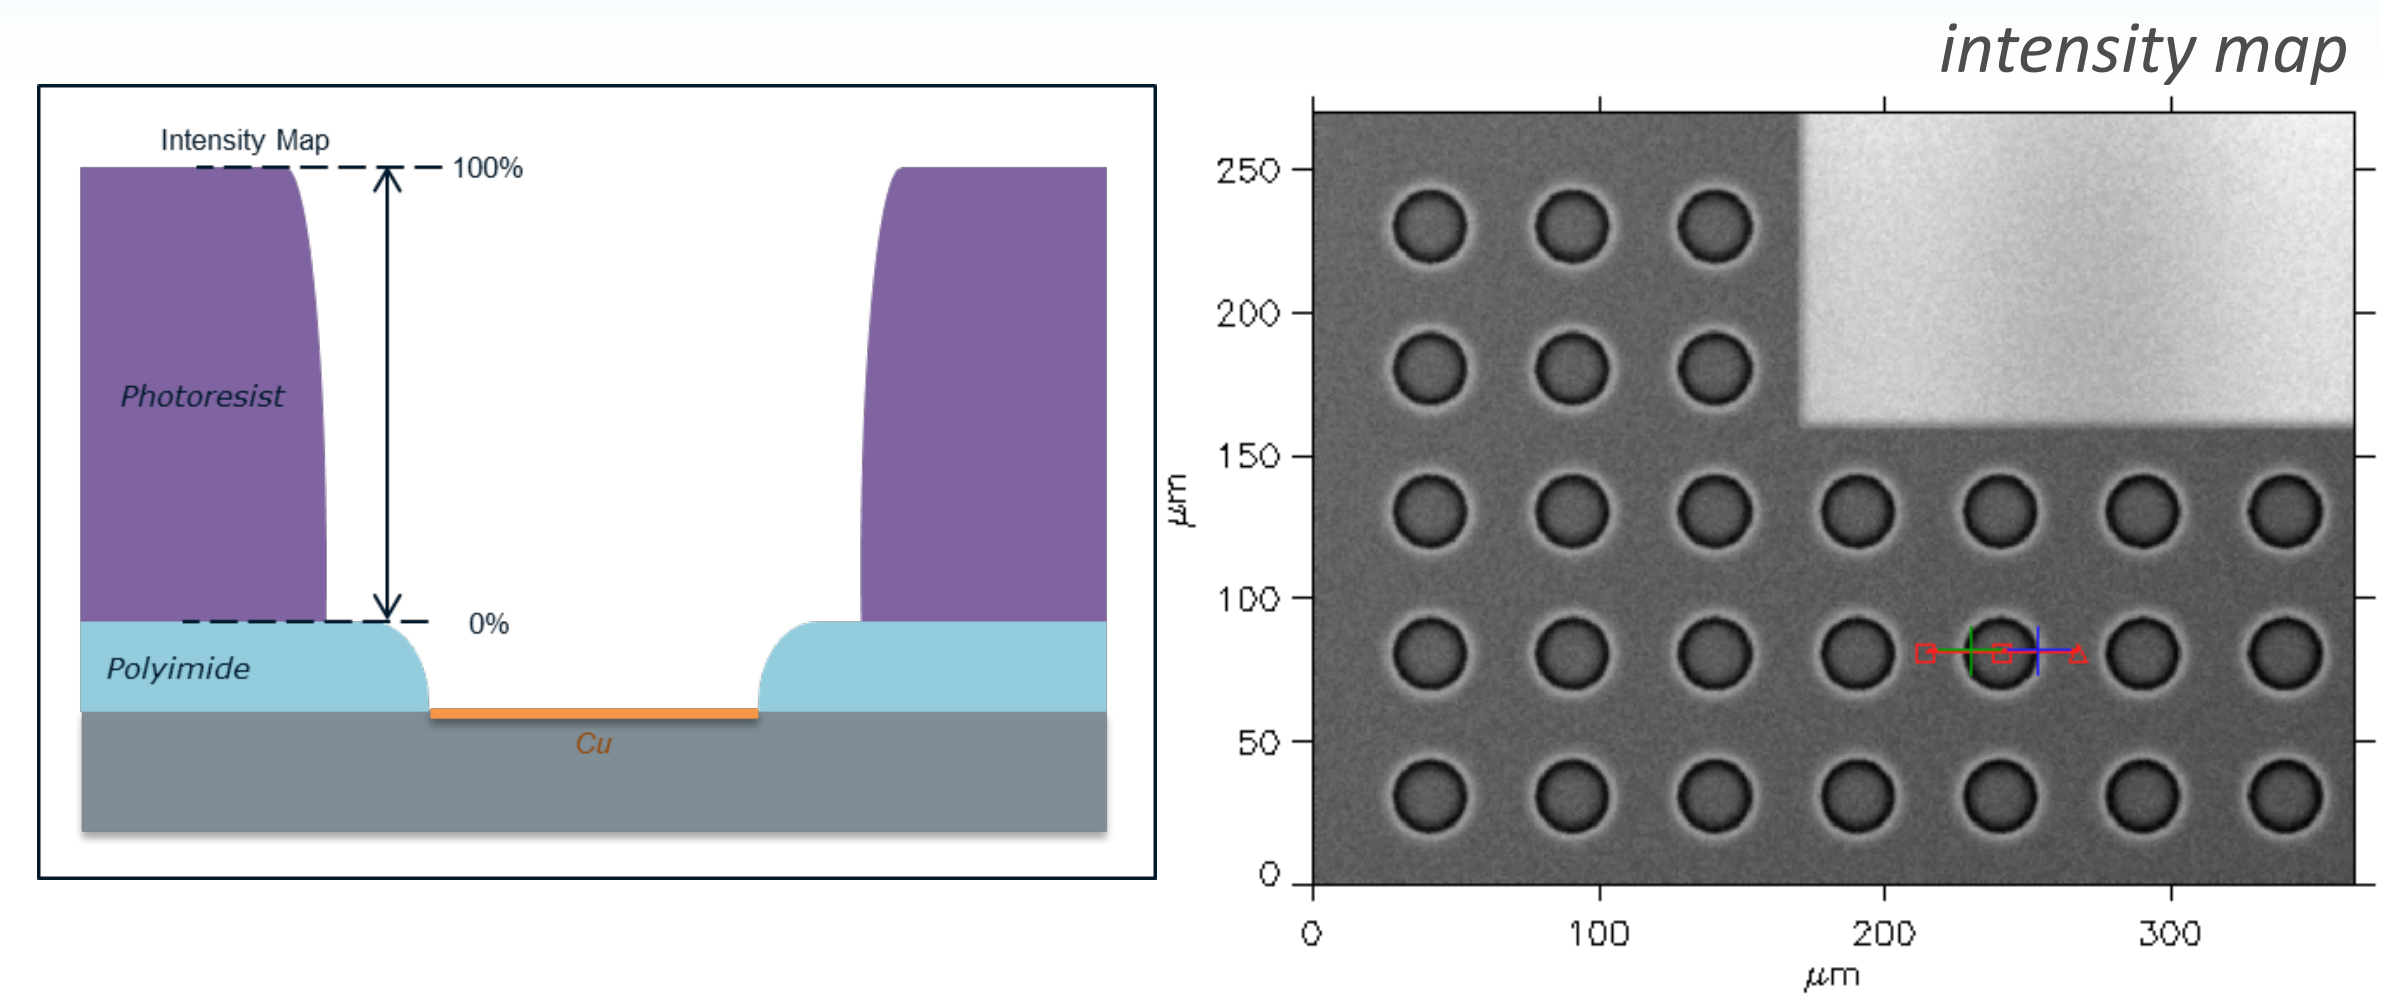 intensity map
Intensity Map
100%
Photoresist
0%
Polyimide
Cu
250
200
150
100
50
0
μm
0
100
200
300
μm